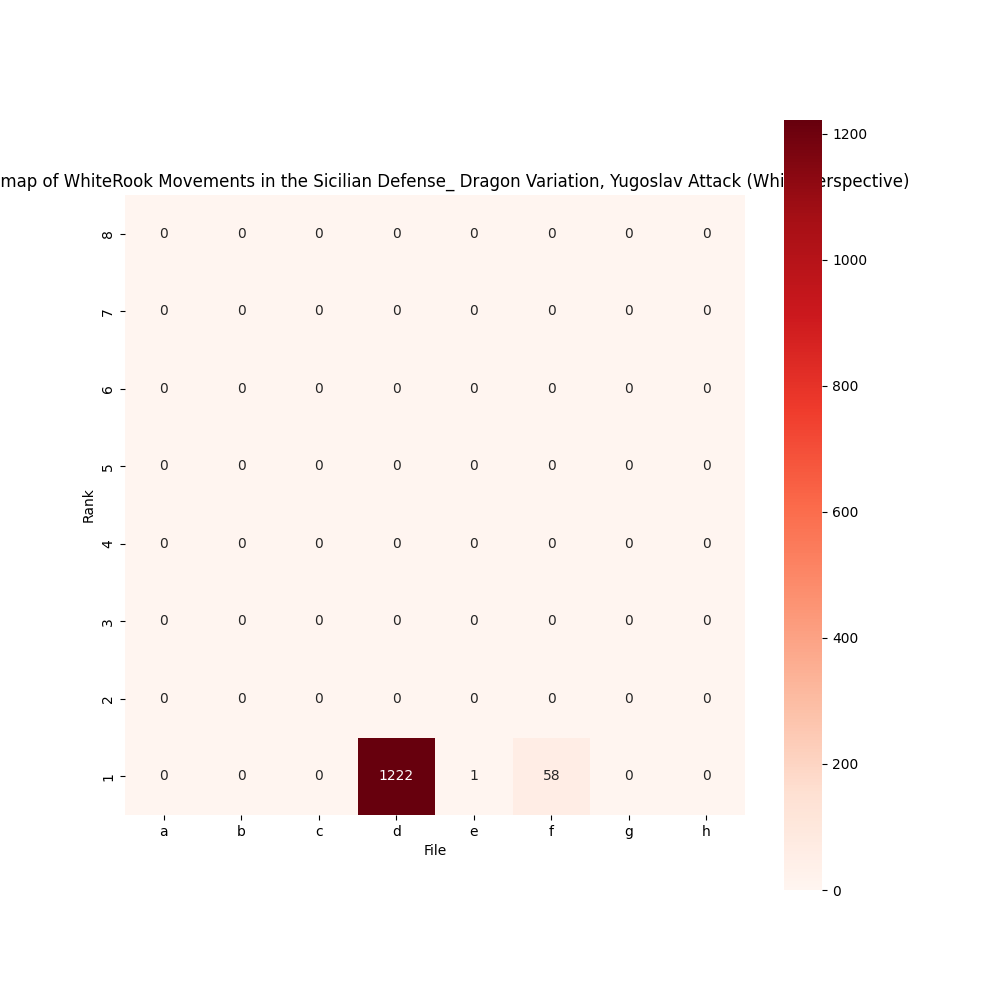 1200
map of WhiteRook Movements in the Sicilian Defense_ Dragon Variation, Yugoslav Attack (Whi erspective)
8 0 0 0 0 0 0 0 0
1000
7 0 0 0 0 0 0 0 0
800
6 0 0 0 0 0 0 0 0
5 0 0 0 0 0 0 0 0
Rank
600
4 0 0 0 0 0 0 0 0
3 0 0 0 0 0 0 0 0
400
2 0 0 0 0 0 0 0 0
200
1 0 0 0 1222 1 58 0 0
a b c d e f g h
File
0